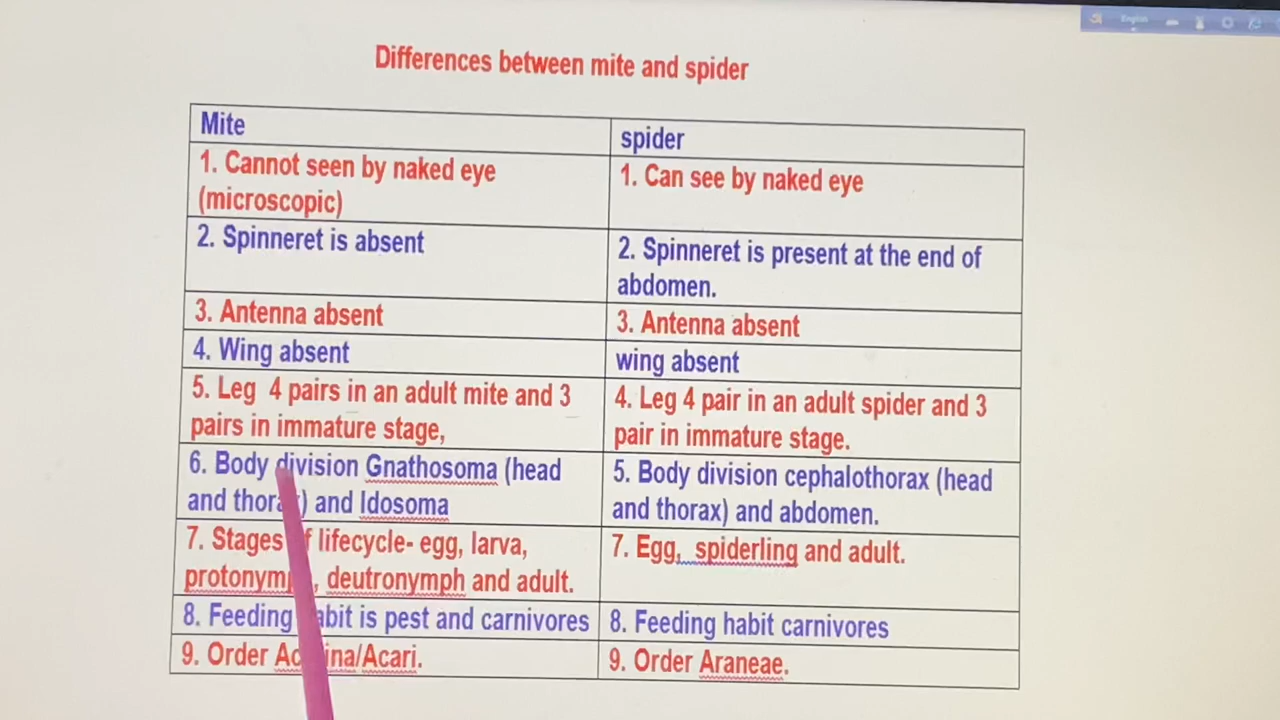 English
Differences between mite and spider
Mite
spider
1. Cannot seen by naked eye
(microscopic)
1. Can see by naked eye
2. Spinneret is absent
2. Spinneret is present at the end of
abdomen.
3. Antenna absent
3. Antenna absent
4. Wing absent
wing absent
5. Leg 4 pairs in an adult mite and 3
pairs in immature stage,
4. Leg 4 pair in an adult spider and 3
pair in immature stage.
6. Body division Gnathosoma (head
and thorax) and Idosoma
5. Body division cephalothorax (head
and thorax) and abdomen.
7. Stages of lifecycle- egg, larva,
protonymph, deutronymph and adult.
7. Egg, spiderling and adult.
8. Feeding habit is pest and carnivores
8. Feeding habit carnivores
9. Order /Acari.
9. Order Araneae.